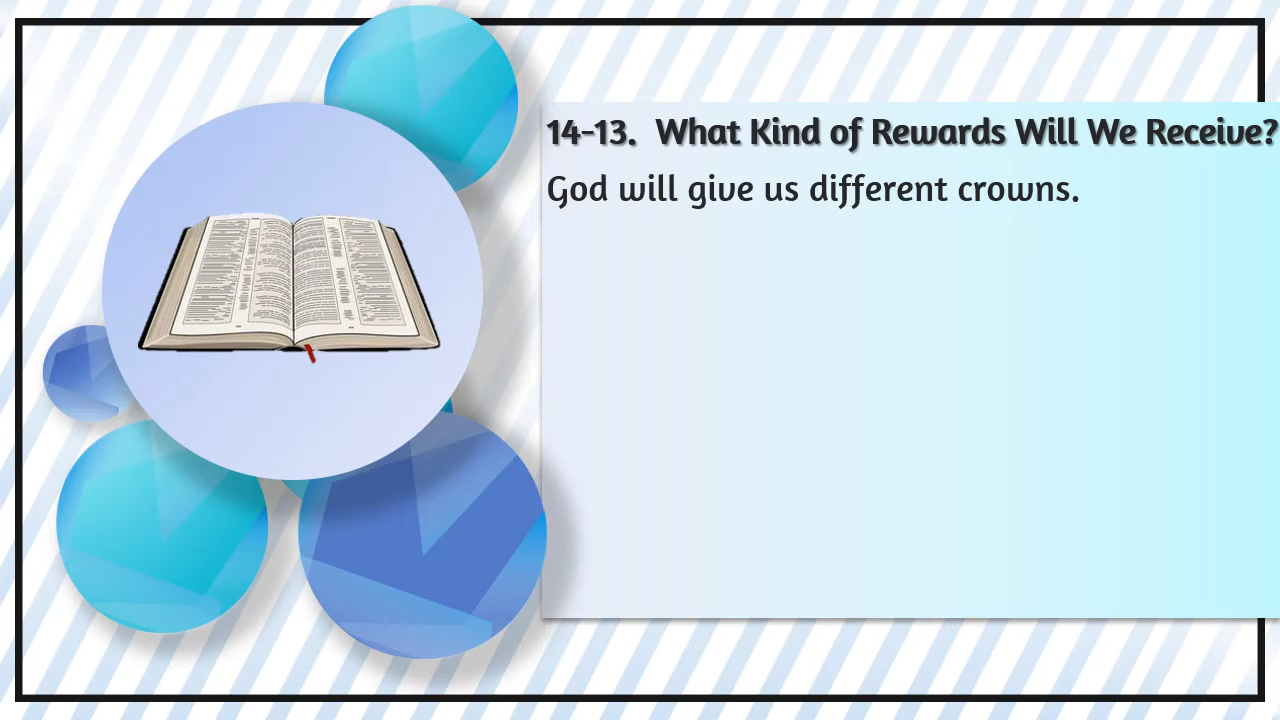 14-13.  What Kind of Rewards Will We Receive?
God will give us different crowns.